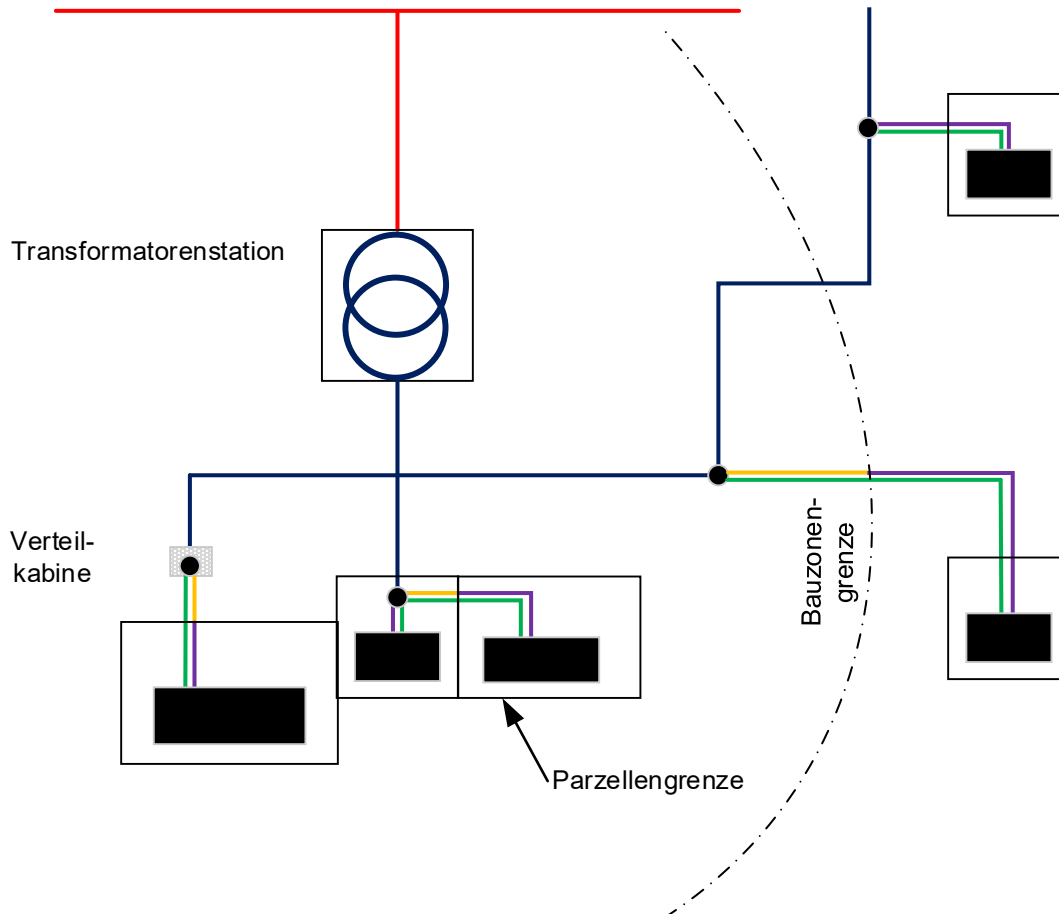 Transformatorenstation
Verteil-
kabine
Bauzonen-
grenze
Parzellengrenze